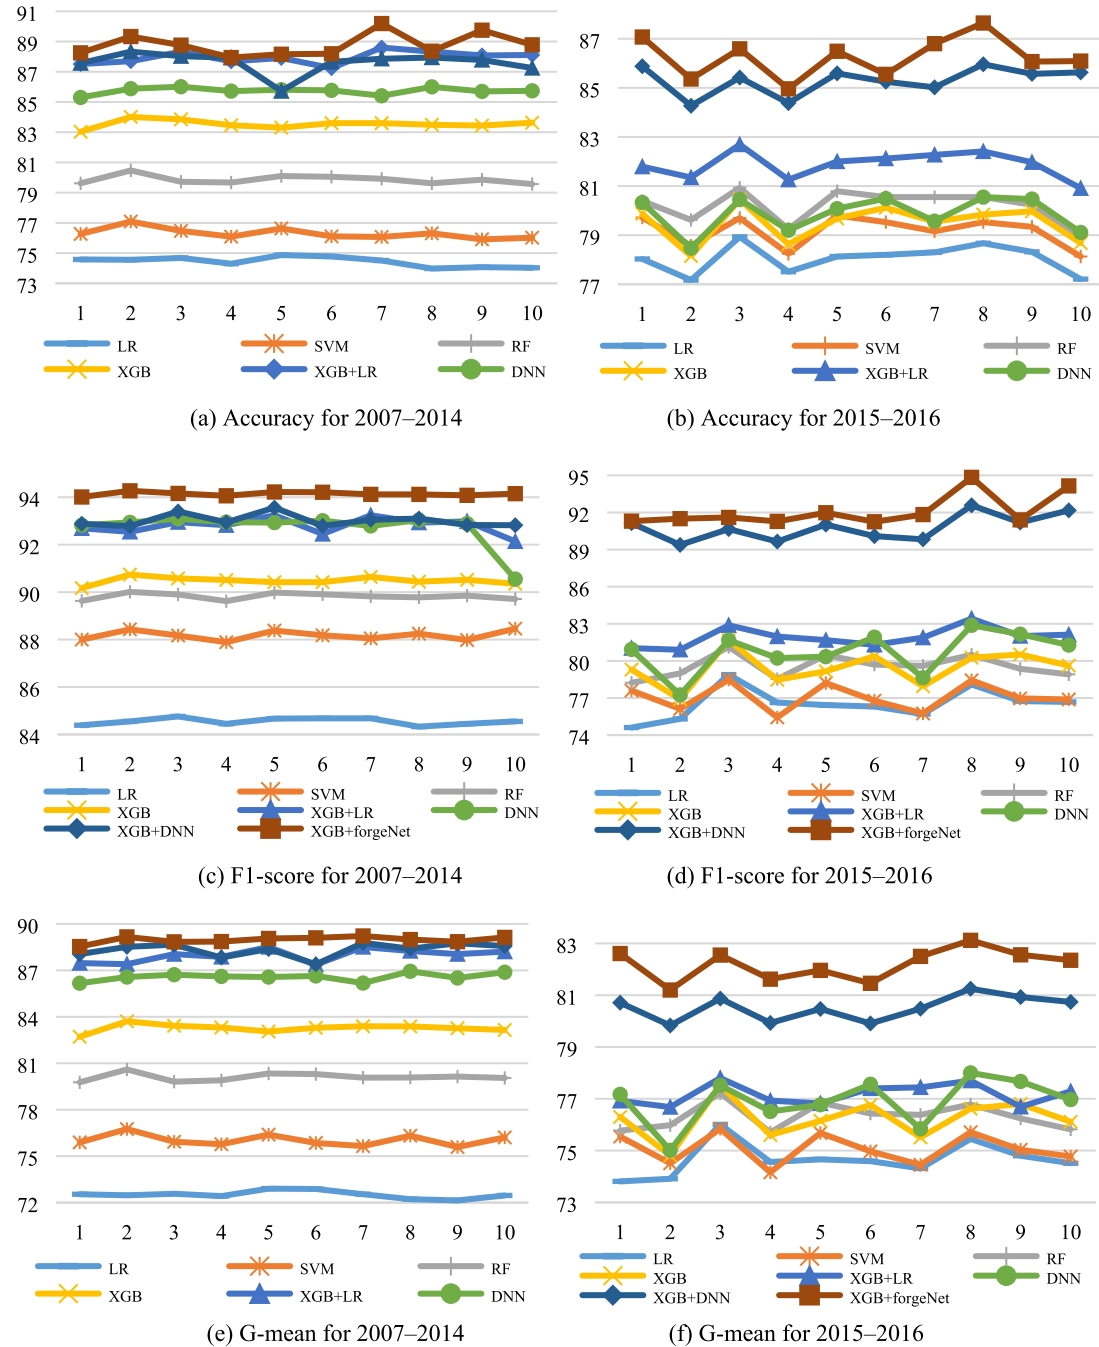 91
89
87
85
83
81
79
77
75
73
1 2 3 4 5 6 7 8 9 10
LR SVM RF
XGB XGB+LR DNN
(a) Accuracy for 2007–2014
87
85
83
81
79
77
1 2 3 4 5 6 7 8 9 10
LR SVM RF
XGB XGB+LR DNN
(b) Accuracy for 2015–2016
94
92
90
88
86
84
1 2 3 4 5 6 7 8 9 10
LR SVM RF
XGB XGB+LR DNN
XGB+DNN XGB+forgeNet
(c) F1-score for 2007–2014
95
92
89
86
83
80
77
74
1 2 3 4 5 6 7 8 9 10
LR SVM RF
XGB XGB+LR DNN
XGB+DNN XGB+forgeNet
(d) F1-score for 2015–2016
90
87
84
81
78
75
72
1 2 3 4 5 6 7 8 9 10
LR SVM RF
XGB XGB+LR DNN
(e) G-mean for 2007–2014
83
81
79
77
75
73
1 2 3 4 5 6 7 8 9 10
LR SVM RF
XGB XGB+LR DNN
XGB+DNN XGB+forgeNet
(f) G-mean for 2015–2016